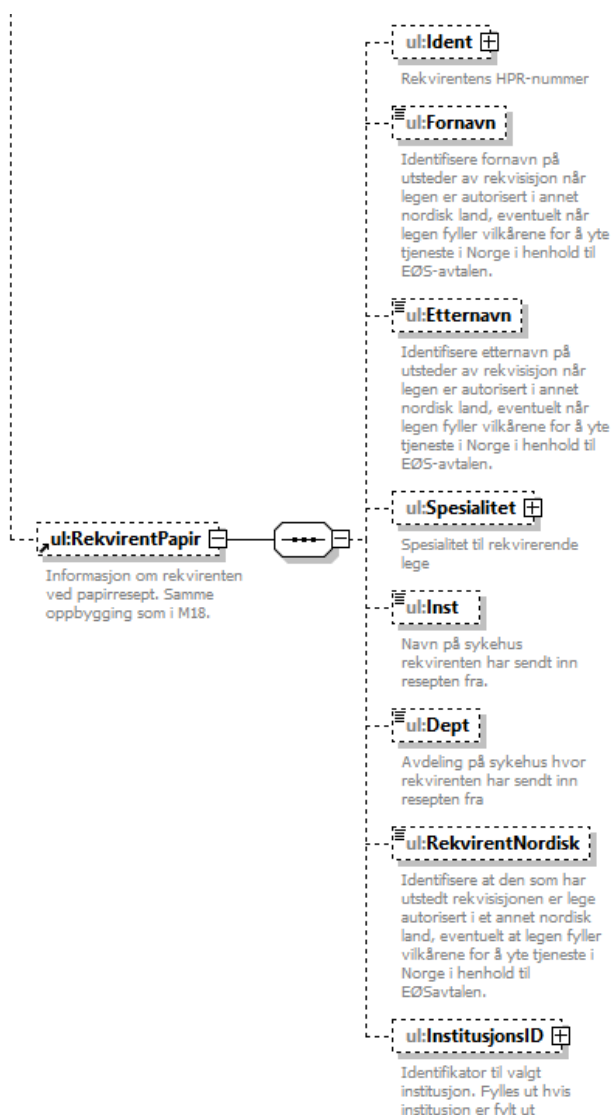 ul:Ident
Rekvirentens HPR-nummer
ul:Fornavn
Identifisere fornavn på
utsteder av rekvisisjon når
legen er autorisert i annet
nordisk land, eventuelt når
legen fyller vilkårene for å yte
tjeneste i Norge i henhold til
EØS-avtalen.
ul:Etternavn
Identifisere etternavn på
utsteder av rekvisisjon når
legen er autorisert i annet
nordisk land, eventuelt når
legen fyller vilkårene for å yte
tjeneste i Norge i henhold til
EØS-avtalen.
ul:RekvirentPapir
Informasjon om rekvirenten
ved papirresept. Samme
oppbygging som i M18.
ul:Spesialitet
Spesialitet til rekvirerende
lege
ul:Inst
Navn på sykehus
rekvirenten har sendt inn
resepten fra.
ul:Dept
Avdeling på sykehus hvor
rekvirenten har sendt inn
resepten fra
ul:RekvirentNordisk
Identifisere at den som har
utstedt rekvisisjonen er lege
autorisert i et annet nordisk
land, eventuelt at legen fyller
vilkårene for å yte tjeneste i
Norge i henhold til
EØSavtalen.
ul:InstitusjonsID
Identifikator til valgt
institusjon. Fylles ut hvis
institusjon er fylt ut